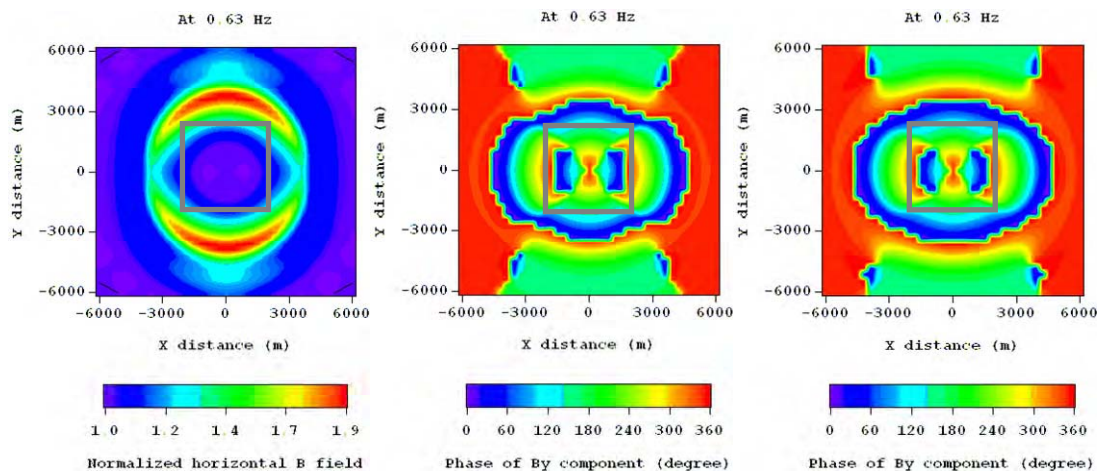 At 0.63 Hz
At 0.63 Hz
At 0.63 Hz
6000
3000
0
-3000
-6000
Y distance (m)
-6000 -3000 0 3000 6000
X distance (m)
6000
3000
0
-3000
-6000
Y distance (m)
-6000 -3000 0 3000 6000
X distance (m)
6000
3000
0
-3000
-6000
Y distance (m)
-6000 -3000 0 3000 6000
X distance (m)
1.0 1.2 1.4 1.7 1.9
Normalized horizontal B field
0 60 120 180 240 300 360
Phase of By component (degree)
0 60 120 180 240 300 360
Phase of By component (degree)